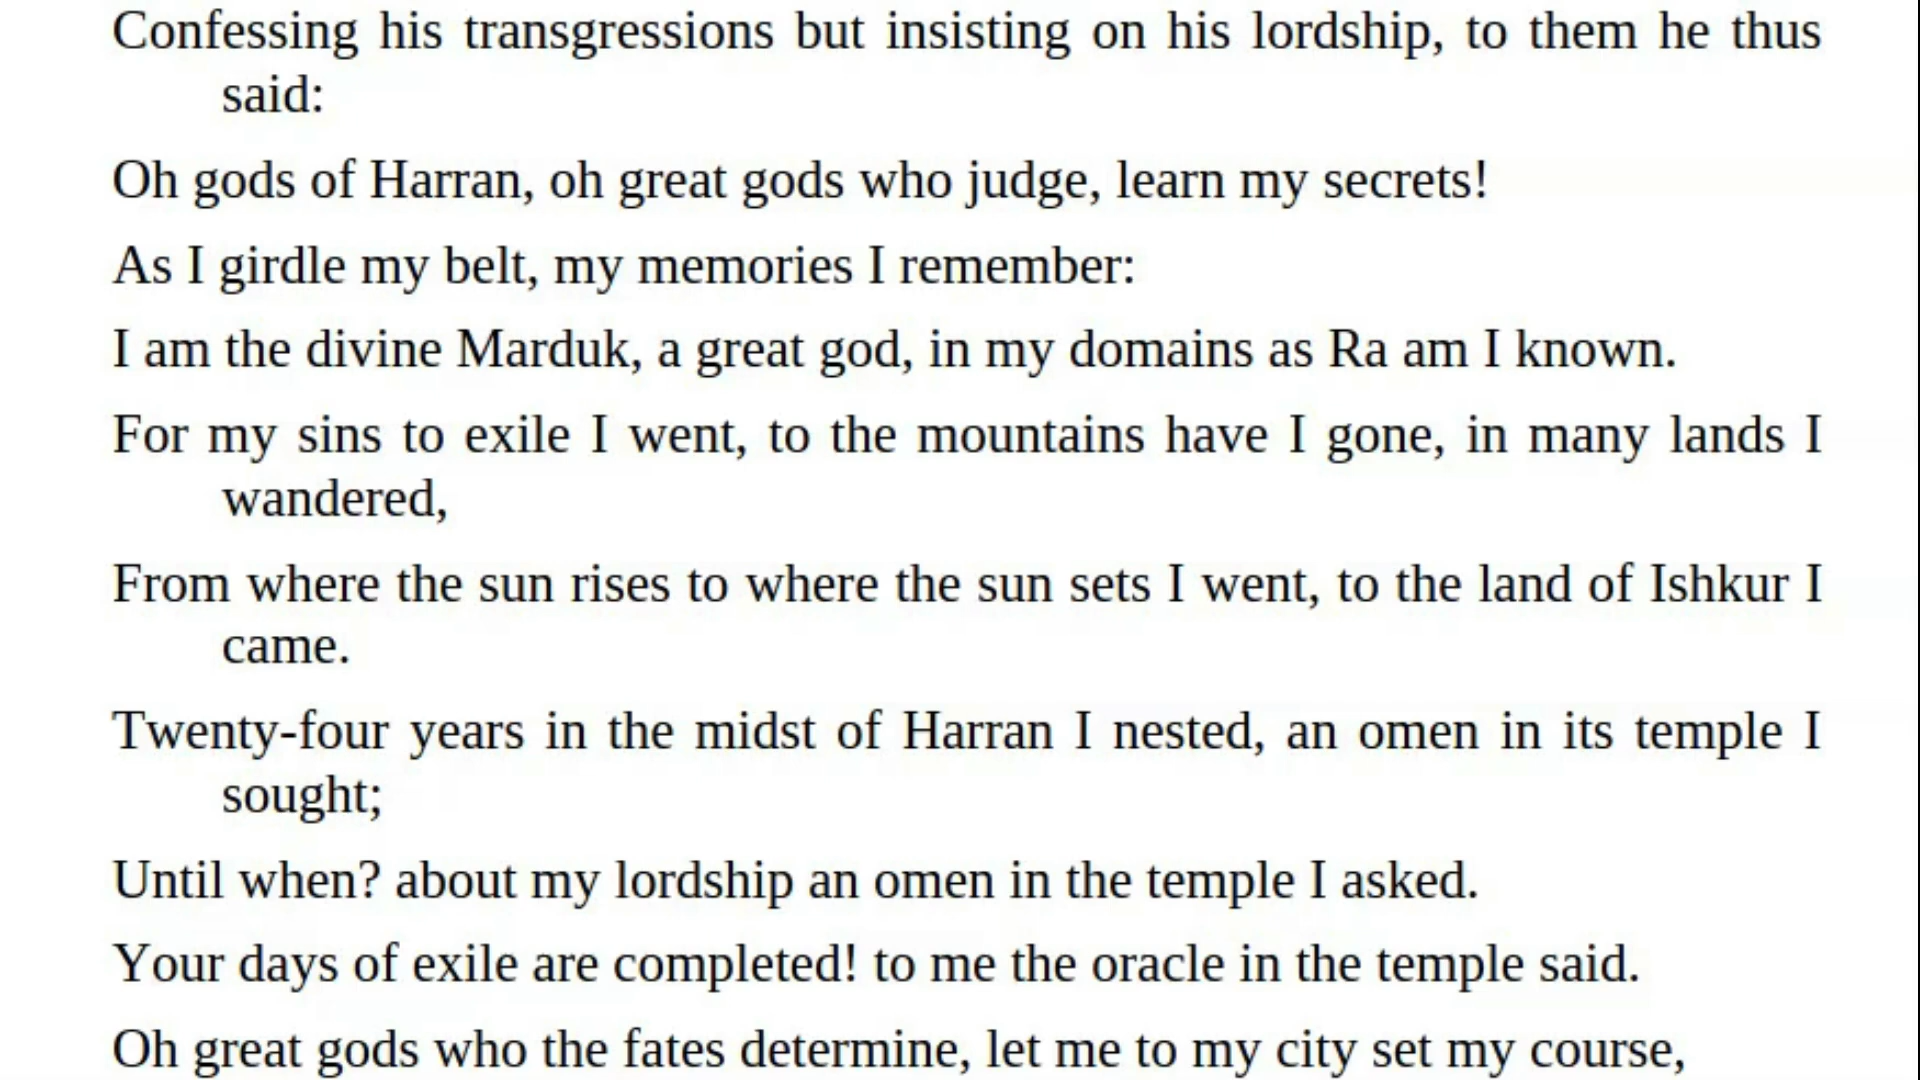 Confessing his transgressions but insisting on his lordship, to them he thus
said:
Oh gods of Harran, oh great gods who judge, learn my secrets!
As I girdle my belt, my memories I remember:
I am the divine Marduk, a great god, in my domains as Ra am I known.
For my sins to exile I went, to the mountains have I gone, in many lands I
wandered,
From where the sun rises to where the sun sets I went, to the land of Ishkur I
came.
Twenty-four years in the midst of Harran I nested, an omen in its temple I
sought;
Until when? about my lordship an omen in the temple I asked.
Your days of exile are completed! to me the oracle in the temple said.
Oh great gods who the fates determine, let me to my city set my course,